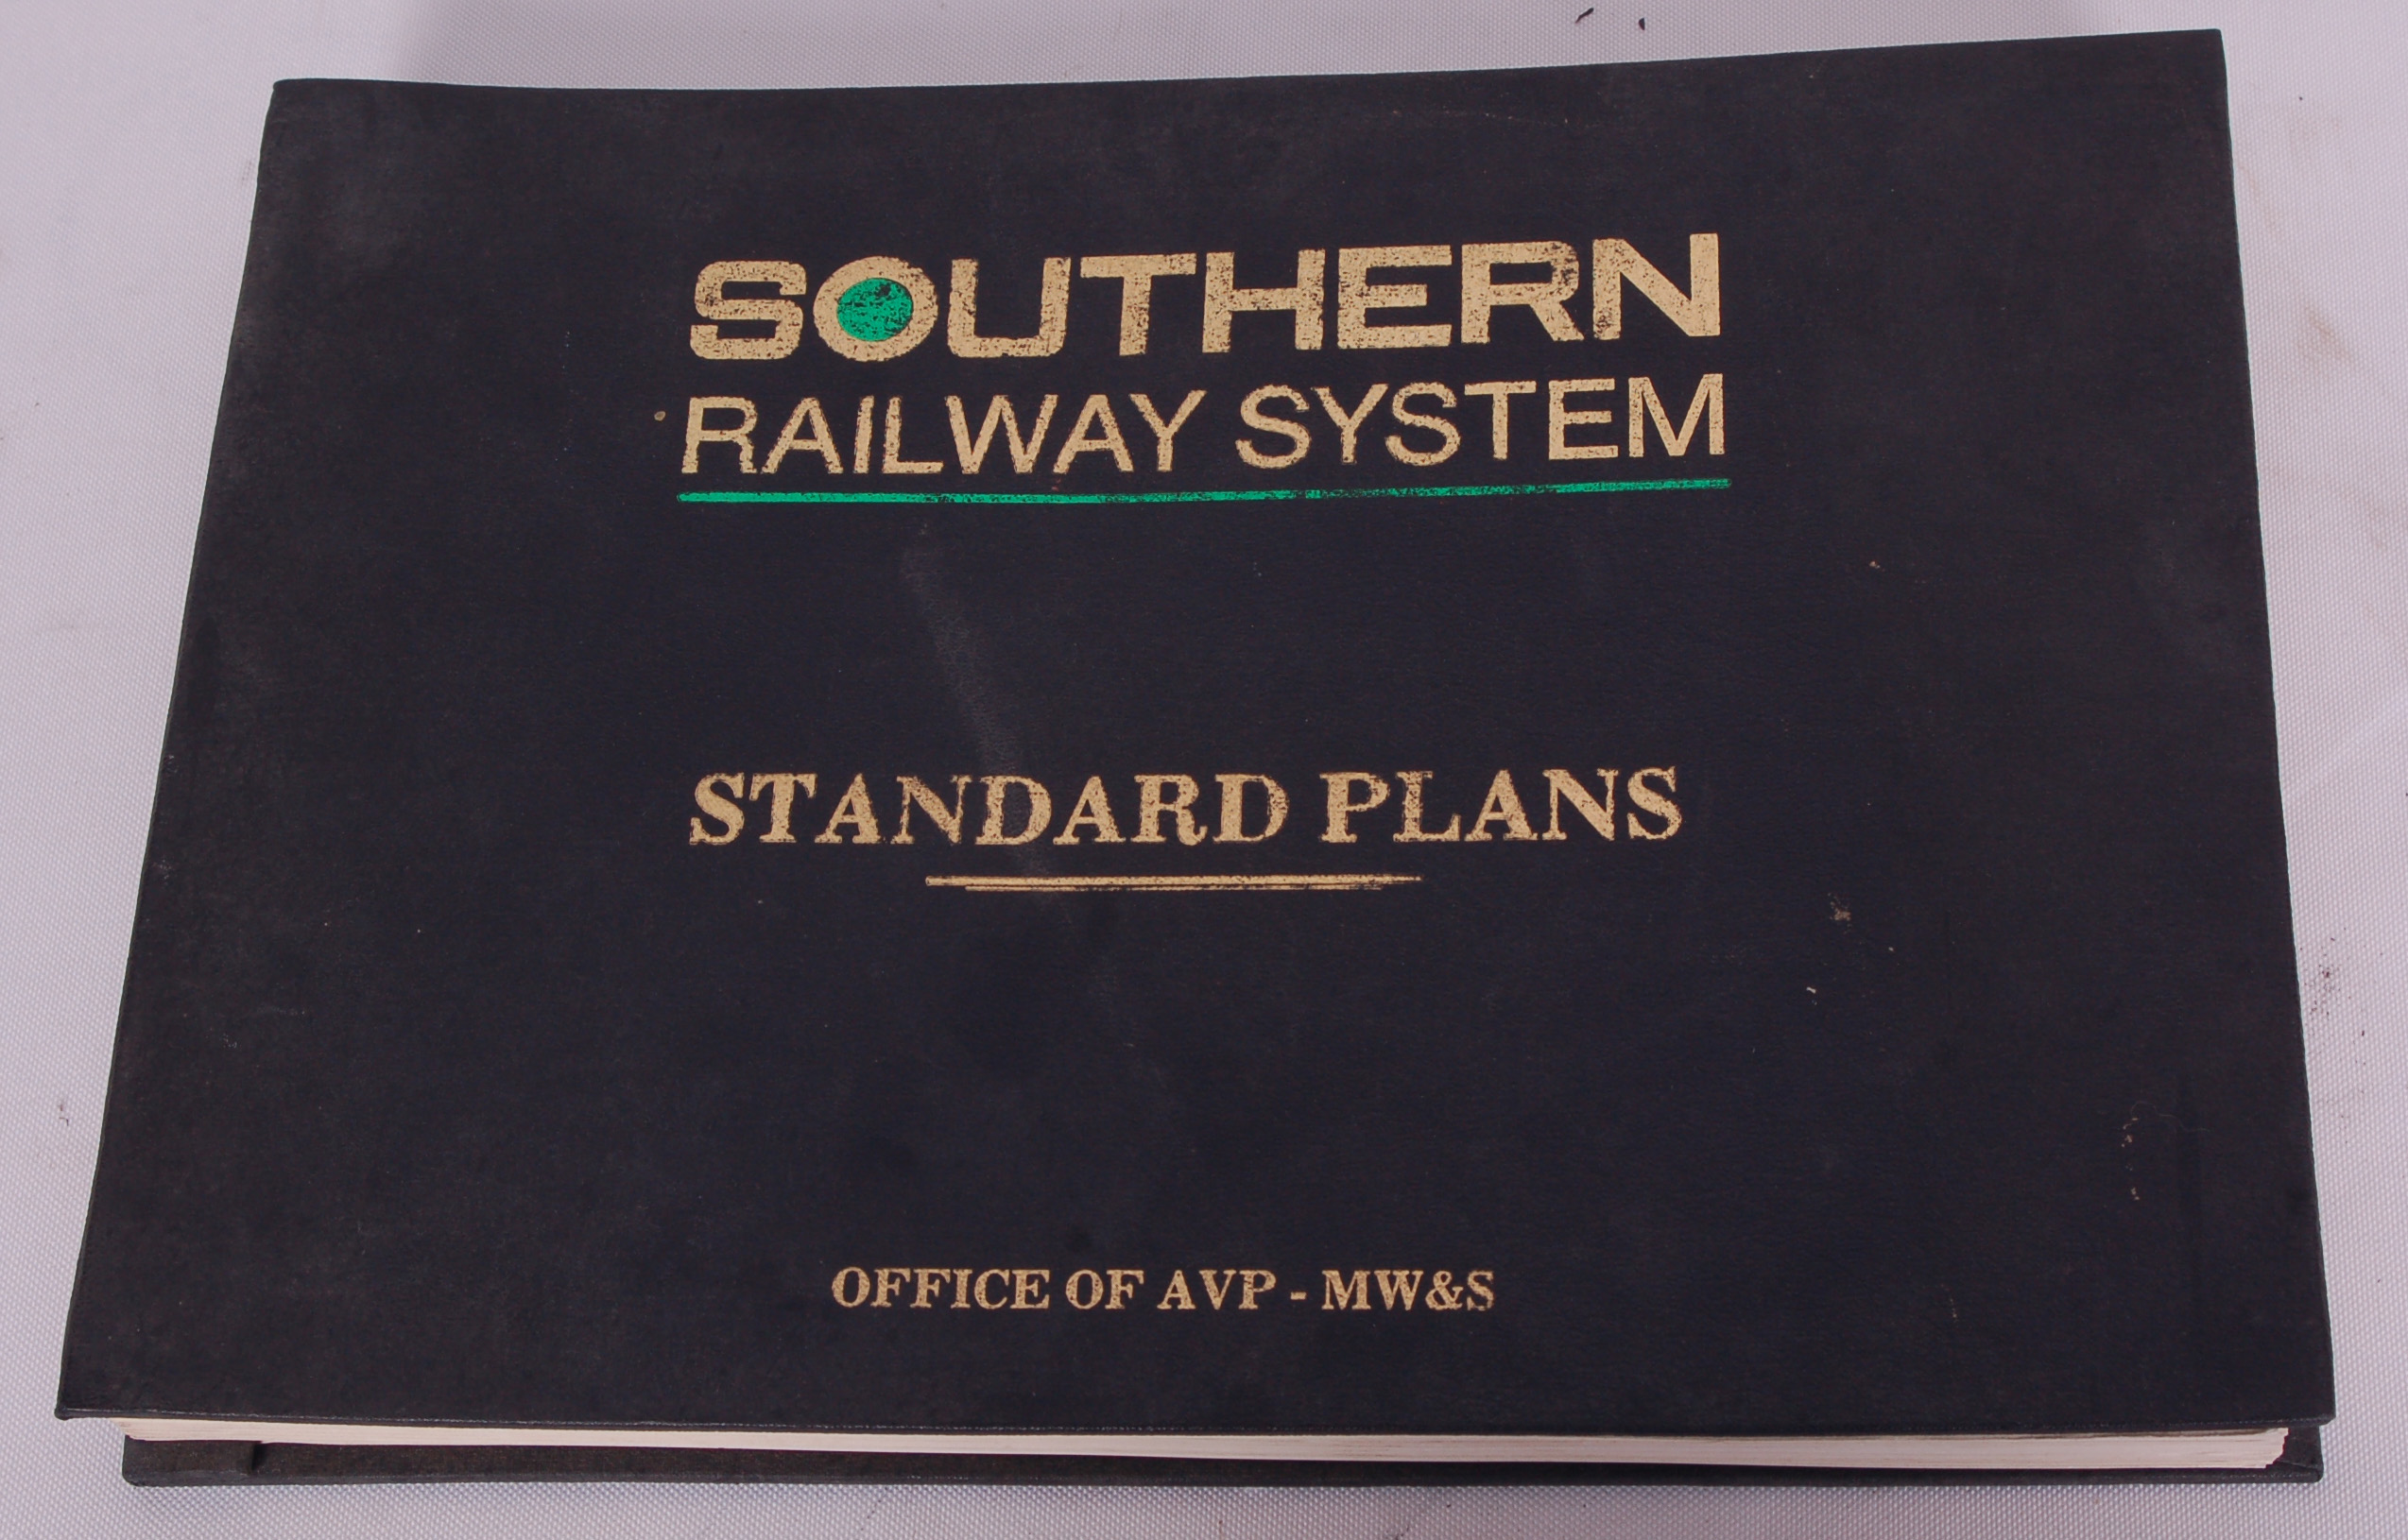 SOUTHERN
RAILWAY SYSTEM
STANDARD PLANS
OFFICE OF AVP - MW&S